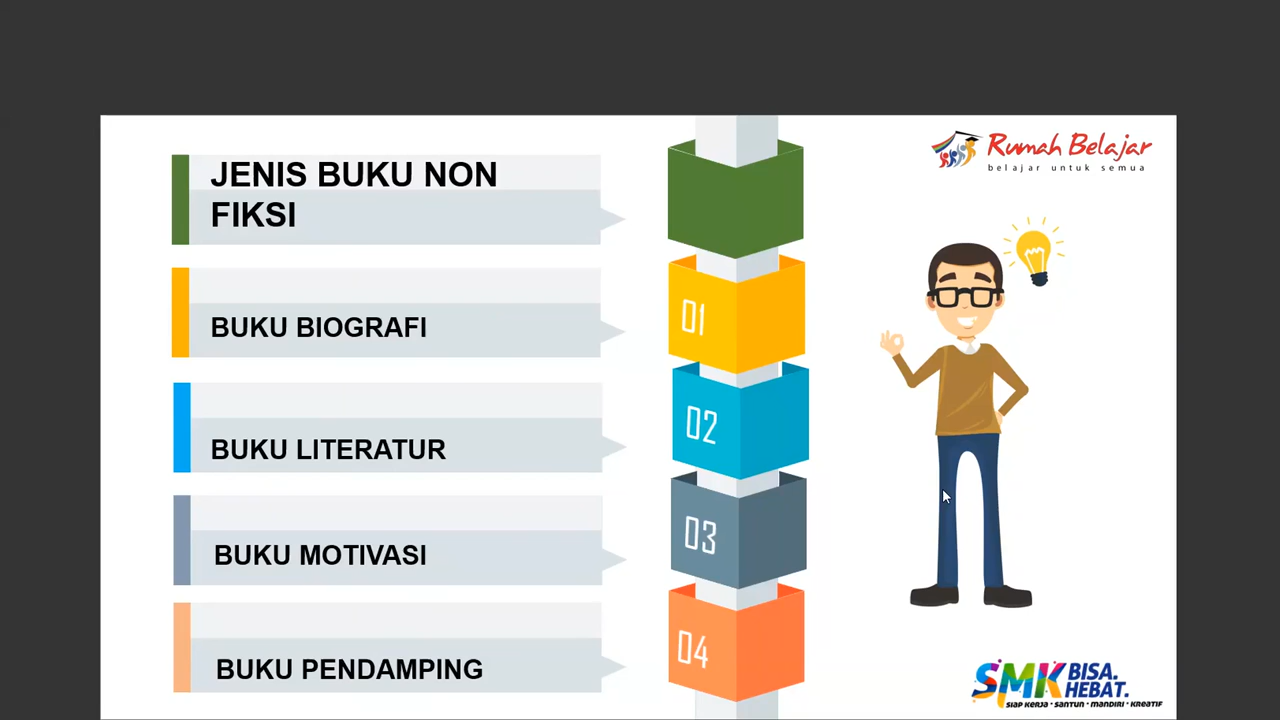 JENIS BUKU NON
FIKSI
Rumah Belajar
belajar untuk semua
01
BUKU BIOGRAFI
02
BUKU LITERATUR
03
BUKU MOTIVASI
04
BUKU PENDAMPING
SMK BISA.
HEBAT.
SIAP KERJA • SANTUN • MANDIRI • KREATIF